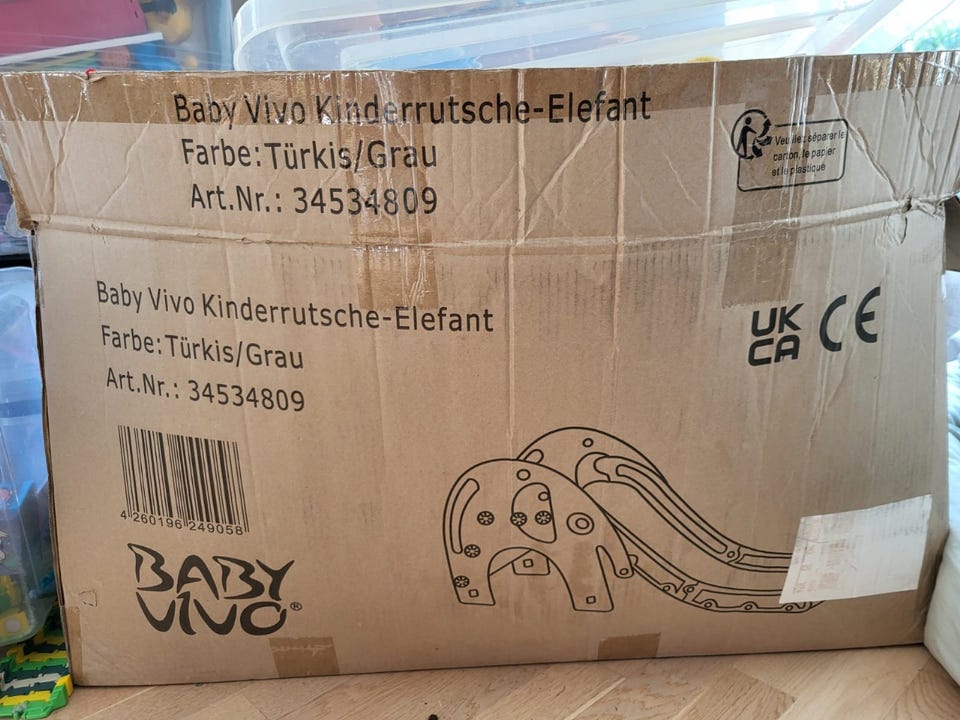 Baby Vivo Kinderrutsche-Elefant
Farbe: Türkis/Grau
Art.Nr.: 34534809
Veuillez séparer le
carton, le papier
et le plastique
Baby Vivo Kinderrutsche-Elefant
Farbe: Türkis/Grau
Art.Nr.: 34534809
UK
CA
CE
4 260196 249058
BABY
VIVO®